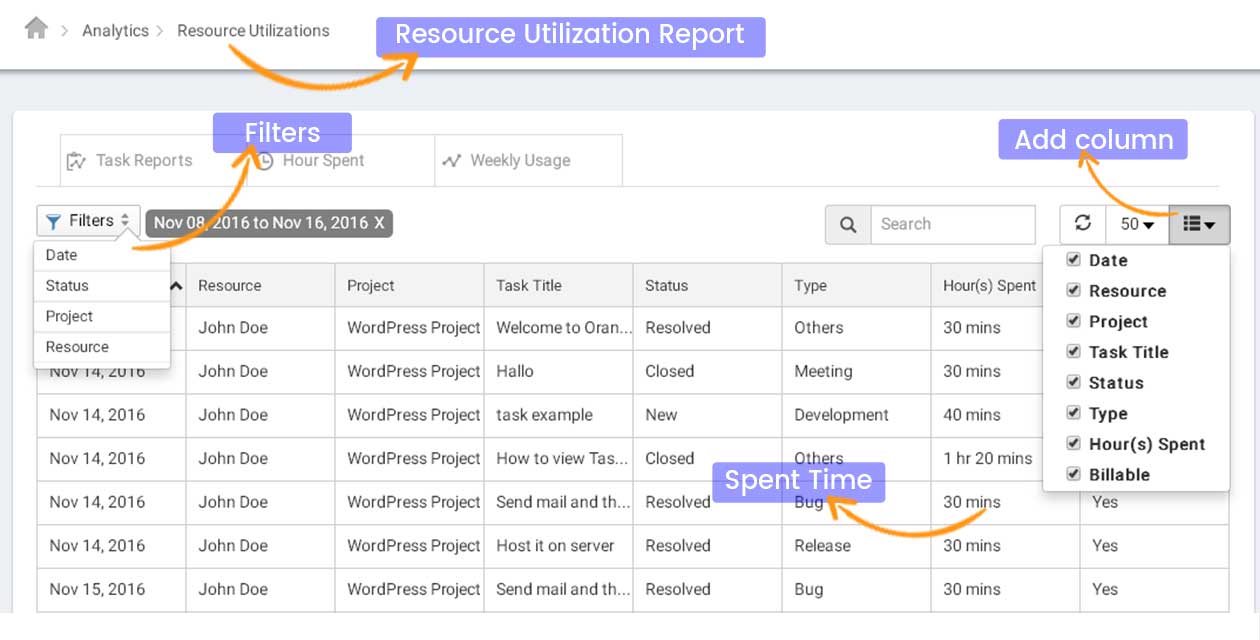 Analytics Resource Utilizations
Resource Utilization Report
Filters
Add column
Task Reports Hour Spent Weekly Usage
Filters Nov 08, 2016 to Nov 16, 2016 X Search 50
Date
Status
Project
Resource
Date
Resource
Project
Task Title
Status
Type
Hour(s) Spent
Billable
Resource Project Task Title Status Type Hour(s) Spent
John Doe WordPress Project Welcome to Oran... Resolved Others 30 mins
Nov 14, 2016 John Doe WordPress Project Hallo Closed Meeting 30 mins
Nov 14, 2016 John Doe WordPress Project task example New Development 40 mins
Nov 14, 2016 John Doe WordPress Project How to view Tas... Closed Others 1 hr 20 mins
Spent Time
Nov 14, 2016 John Doe WordPress Project Send mail and th... Resolved Bug 30 mins Yes
Nov 14, 2016 John Doe WordPress Project Host it on server Resolved Release 30 mins Yes
Nov 15, 2016 John Doe WordPress Project Send mail and th... Resolved Bug 30 mins Yes